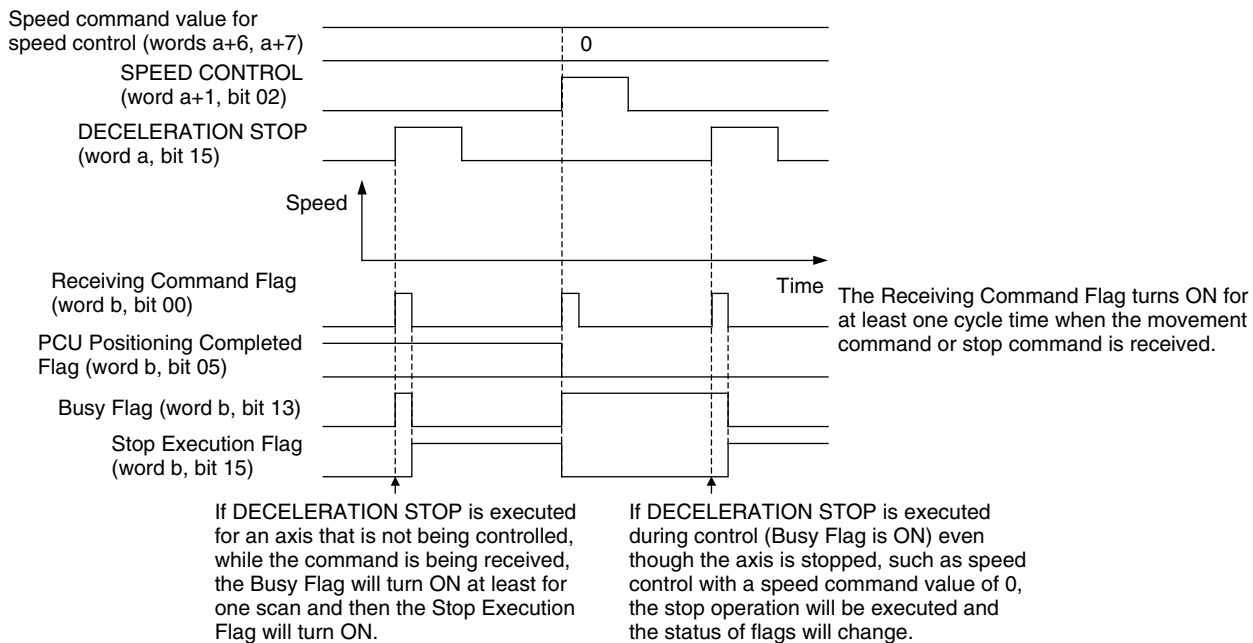 Speed command value for
speed control (words a+6, a+7)
0
SPEED CONTROL
(word a+1, bit 02)
DECELERATION STOP
(word a, bit 15)
Speed
Time
Receiving Command Flag
(word b, bit 00)
The Receiving Command Flag turns ON for
at least one cycle time when the movement
command or stop command is received.
PCU Positioning Completed
Flag (word b, bit 05)
Busy Flag (word b, bit 13)
Stop Execution Flag
(word b, bit 15)
If DECELERATION STOP is executed
for an axis that is not being controlled,
while the command is being received,
the Busy Flag will turn ON at least for
one scan and then the Stop Execution
Flag will turn ON.
If DECELERATION STOP is executed
during control (Busy Flag is ON) even
though the axis is stopped, such as speed
control with a speed command value of 0,
the stop operation will be executed and
the status of flags will change.